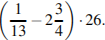 (1/13 − 2 3/4) · 26.